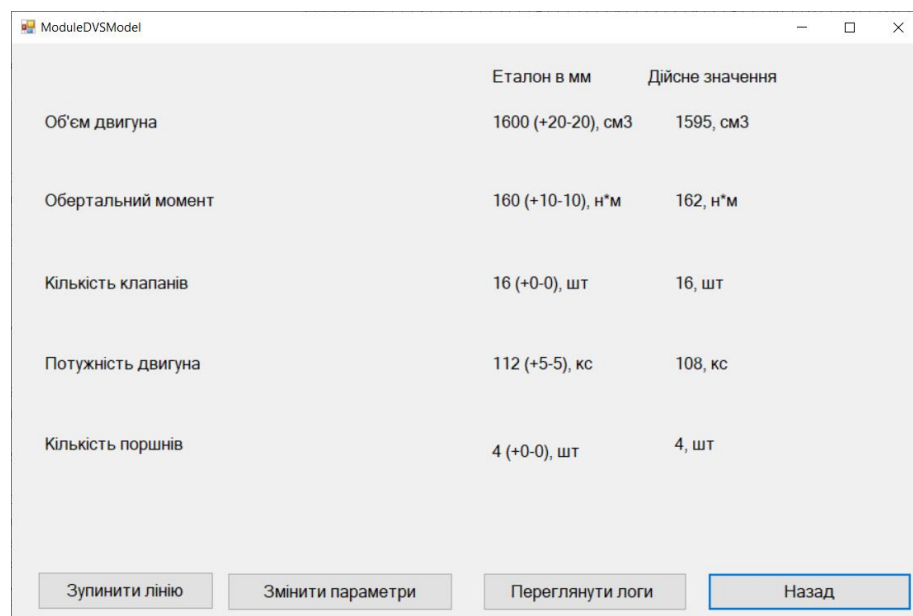 ModuleDVSModel
Еталон в мм Дійсне значення
Об'єм двигуна 1600 (+20-20), см3 1595, см3
Обертальний момент 160 (+10-10), н*м 162, н*м
Кількість клапанів 16 (+0-0), шт 16, шт
Потужність двигуна 112 (+5-5), кс 108, кс
Кількість поршнів 4 (+0-0), шт 4, шт
Зупинити лінію Змінити параметри Переглянути логи Назад